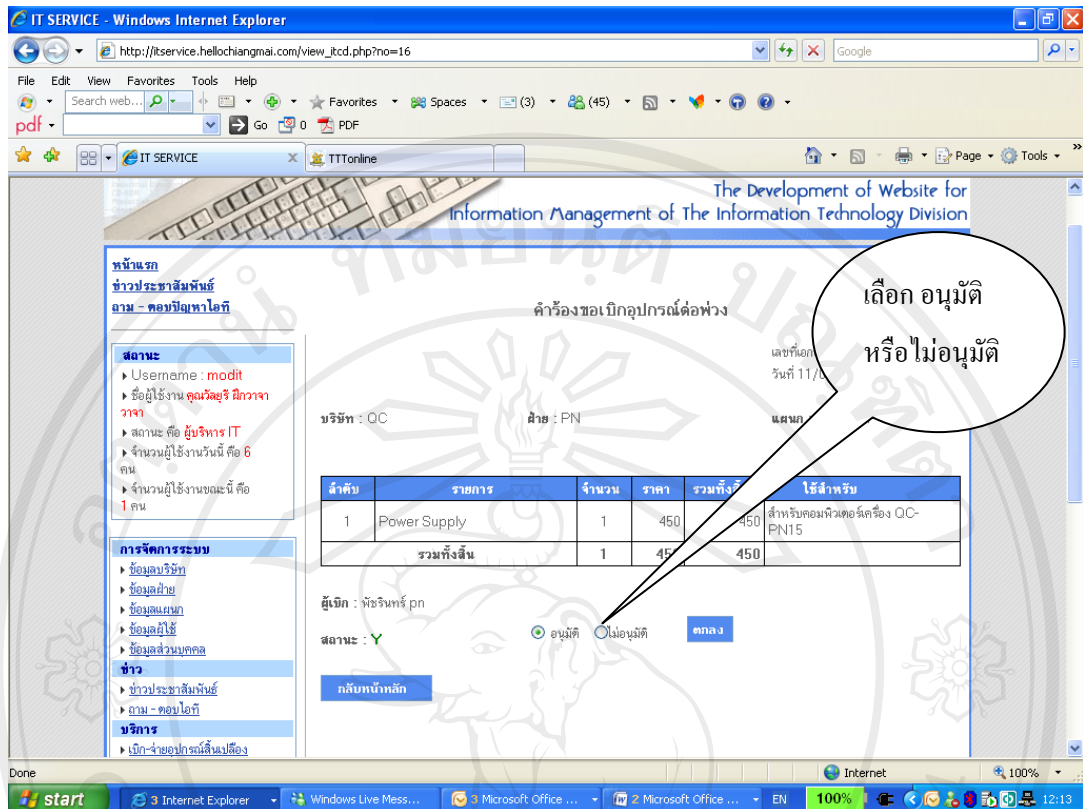 IT SERVICE - Windows Internet Explorer
http://itservice.hellochiangmai.com/view_itcd.php?no=16
Google
File Edit View Favorites Tools Help
Search web... Favorites Spaces (3) (45)
pdf Go 0 PDF
IT SERVICE X TTTonline Page Tools »
The Development of Website for
Information Management of The Information Technology Division
หน้าแรก
ข่าวประชาสัมพันธ์
ถาม - ตอบปัญหาไอที
สถานะ
Username : modit
ชื่อผู้ใช้งาน คุณวัลยุรี ฝึกวาจา
วาจา
สถานะ คือ ผู้บริหาร IT
จำนวนผู้ใช้งานวันนี้ คือ 6
คน
จำนวนผู้ใช้งานขณะนี้ คือ
1 คน
การจัดการระบบ
ข้อมูลบริษัท
ข้อมูลฝ่าย
ข้อมูลแผนก
ข้อมูลผู้ใช้
ข้อมูลส่วนบุคคล
ข่าว
ข่าวประชาสัมพันธ์
ถาม - ตอบไอที
บริการ
เบิก-จ่ายอุปกรณ์สิ้นเปลือง
คำร้องขอเบิกอุปกรณ์ต่อพ่วง
วันที่ 11/
บริษัท : QC ฝ่าย : PN แผนก
ลำดับ รายการ จำนวน ราคา ใช้สำหรับ
1 Power Supply 1 450 450 สำหรับคอมพิวเตอร์เครื่อง QC-
PN15
รวมทั้งสิ้น 1 450
ผู้เบิก : พัชรินทร์ pn
สถานะ : Y อนุมัติ ไม่อนุมัติ ตกลง
กลับหน้าหลัก
เลือก อนุมัติ
หรือไม่อนุมัติ
Done Internet 100%
start 3 Internet Explorer Windows Live Mess... 3 Microsoft Office ... 2 Microsoft Office ... EN 100% 12:13